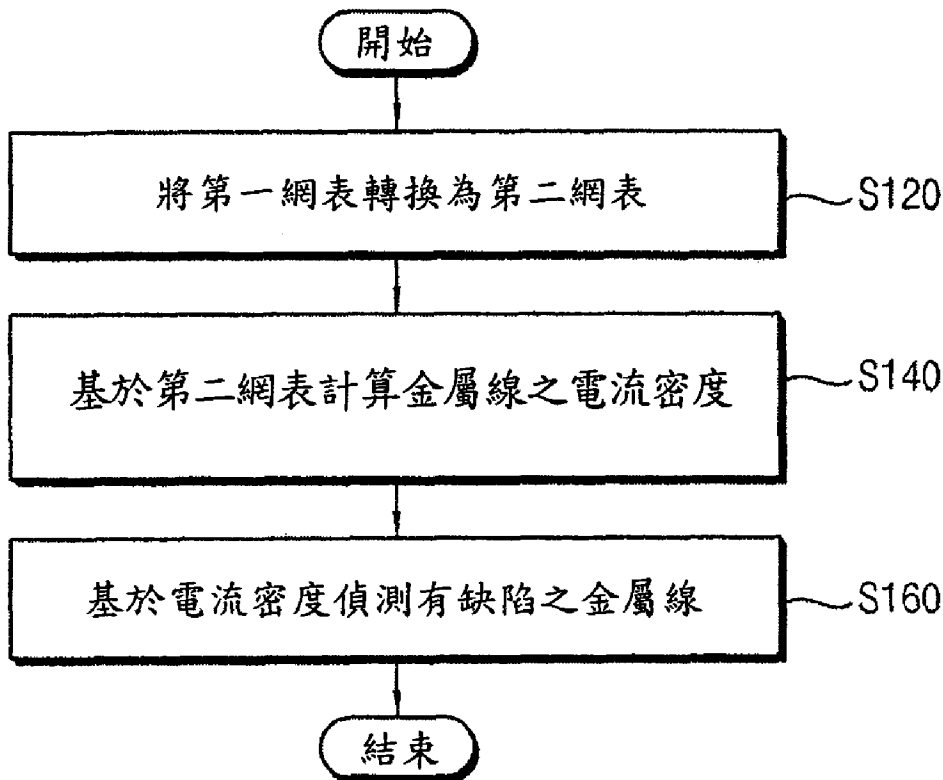 開始
將第一網表轉換為第二網表
S120
基於第二網表計算金屬線之電流密度
S140
基於電流密度偵測有缺陷之金屬線
S160
結束